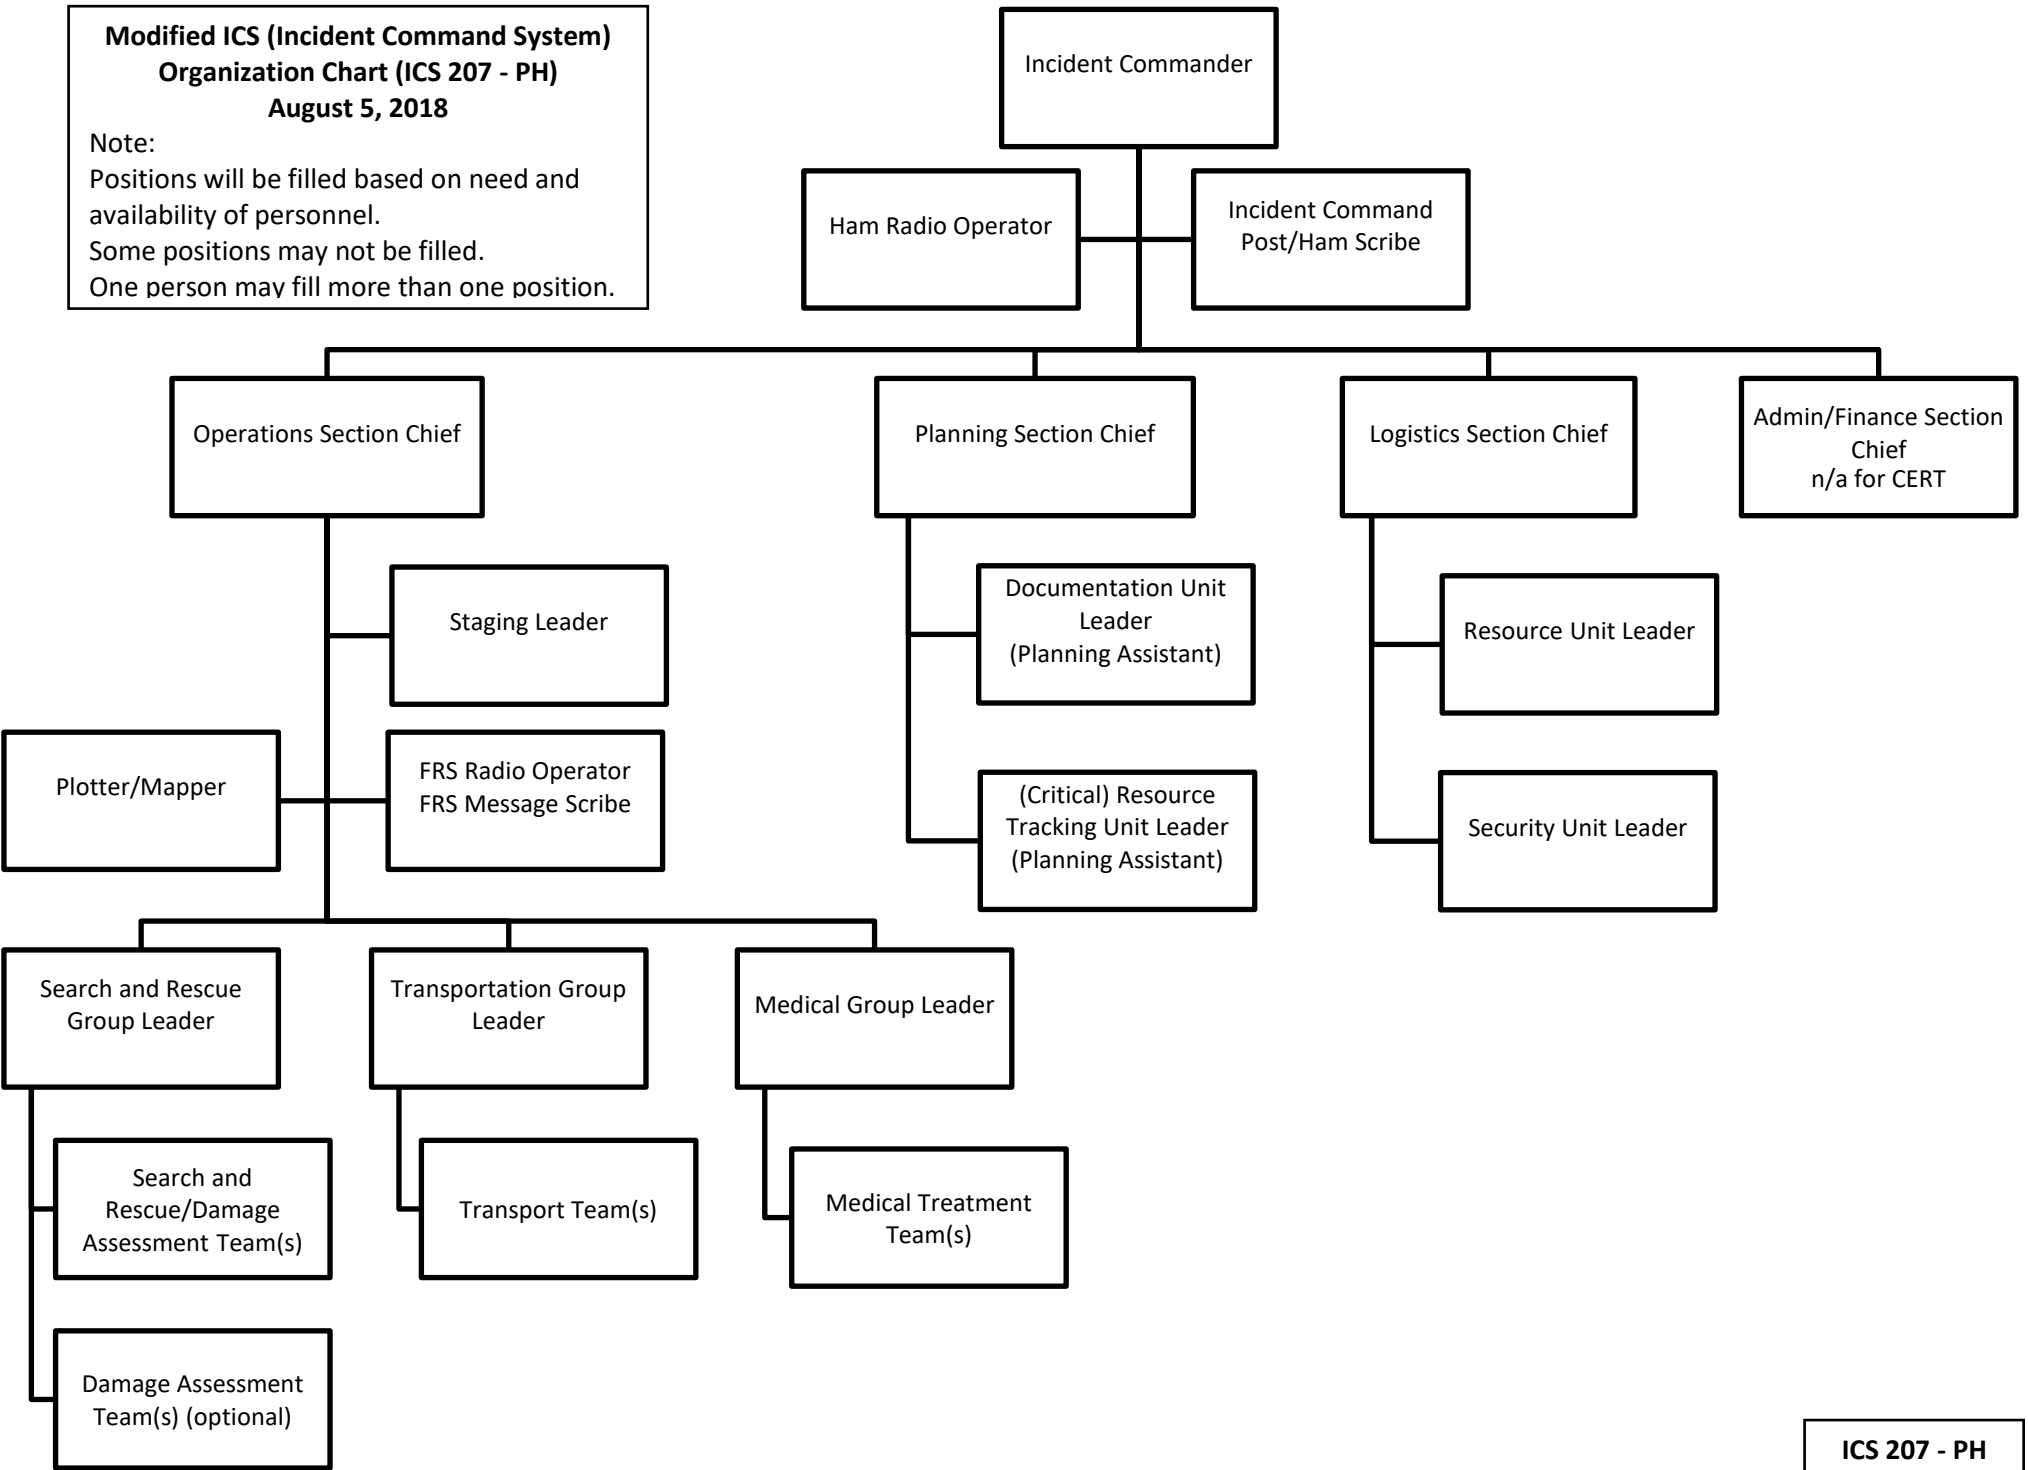 Modified ICS (Incident Command System)
Organization Chart (ICS 207 - PH)
August 5, 2018
Note:
Positions will be filled based on need and
availability of personnel.
Some positions may not be filled.
One person may fill more than one position.
Incident Commander
Ham Radio Operator
Incident Command
Post/Ham Scribe
Operations Section Chief
Planning Section Chief
Logistics Section Chief
Admin/Finance Section
Chief
n/a for CERT
Staging Leader
Documentation Unit
Leader
(Planning Assistant)
Resource Unit Leader
Plotter/Mapper
FRS Radio Operator
FRS Message Scribe
(Critical) Resource
Tracking Unit Leader
(Planning Assistant)
Security Unit Leader
Search and Rescue
Group Leader
Transportation Group
Leader
Medical Group Leader
Search and
Rescue/Damage
Assessment Team(s)
Transport Team(s)
Medical Treatment
Team(s)
Damage Assessment
Team(s) (optional)
ICS 207 - PH